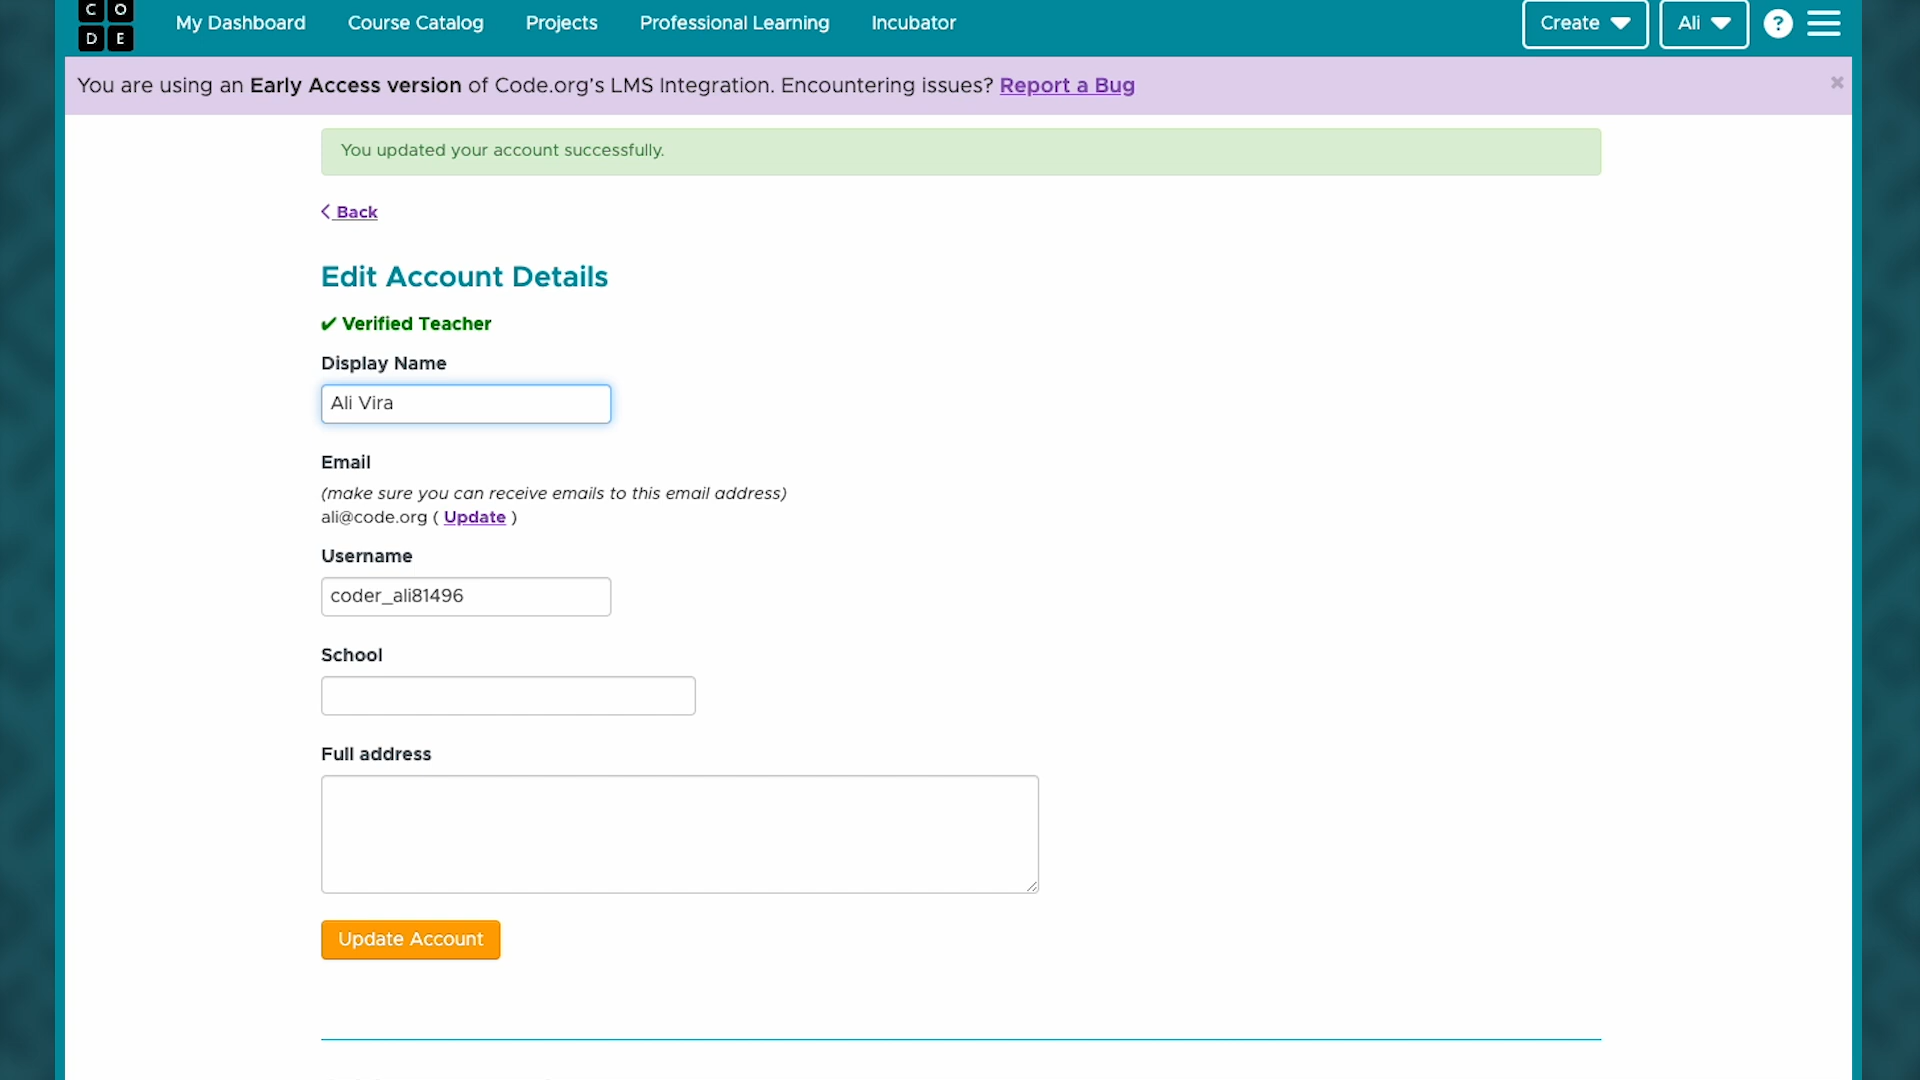 C O
D E
My Dashboard
Course Catalog
Projects
Professional Learning
Incubator
Create
Ali
?
You are using an Early Access version of Code.org's LMS Integration. Encountering issues? Report a Bug
×
You updated your account successfully.
Back
Edit Account Details
✔ Verified Teacher
Display Name
Ali Vira
Email
(make sure you can receive emails to this email address)
ali@code.org ( Update )
Username
coder_ali81496
School
Full address
Update Account